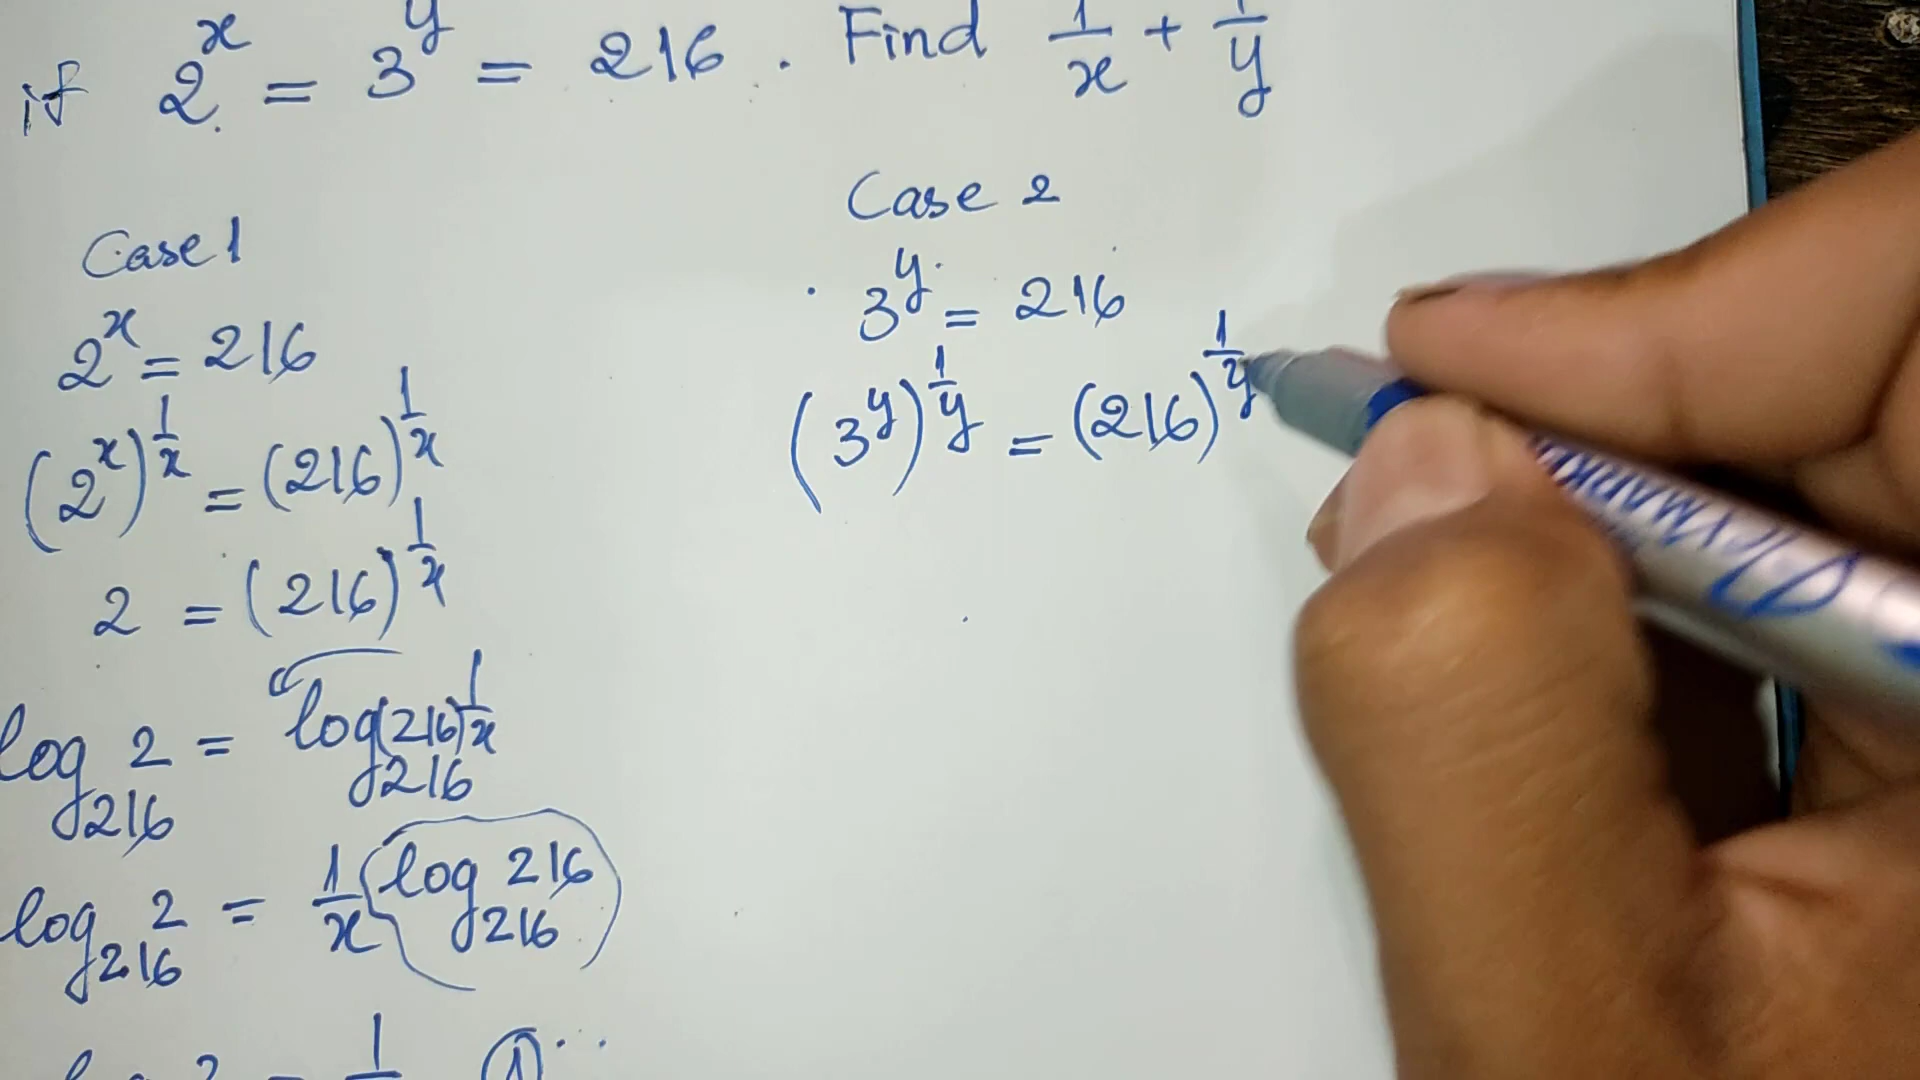 if 2^x = 3^y = 216 . Find 1/x + 1/y
Case 1
2^x = 216
(2^x)^1/x = (216)^1/x
2 = (216)^1/x
log_216 2 = log_216 (216)^1/x
log_216 2 = 1/x (log_216 216)
Case 2
3^y = 216
(3^y)^1/y = (216)^1/y